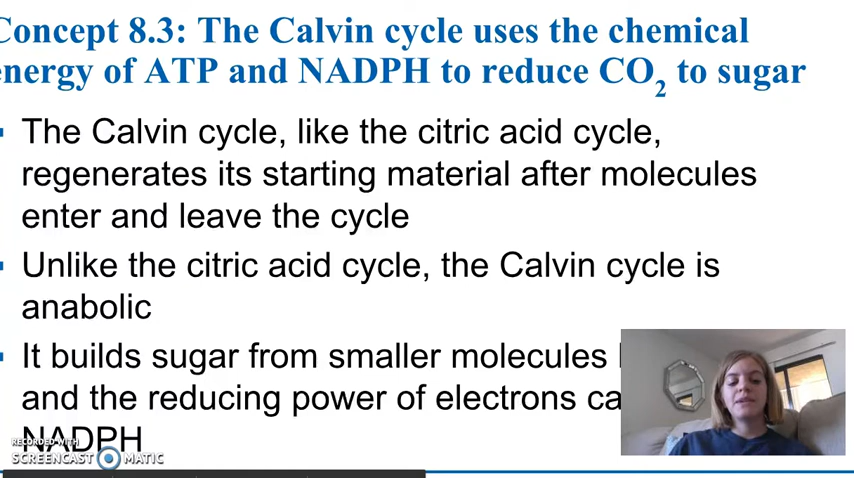 Concept 8.3: The Calvin cycle uses the chemical
energy of ATP and NADPH to reduce CO₂ to sugar
▪ The Calvin cycle, like the citric acid cycle,
regenerates its starting material after molecules
enter and leave the cycle
▪ Unlike the citric acid cycle, the Calvin cycle is
anabolic
▪ It builds sugar from smaller molecules
and the reducing power of electrons ca
NADPH
RECORDED WITH
SCREENCAST MATIC